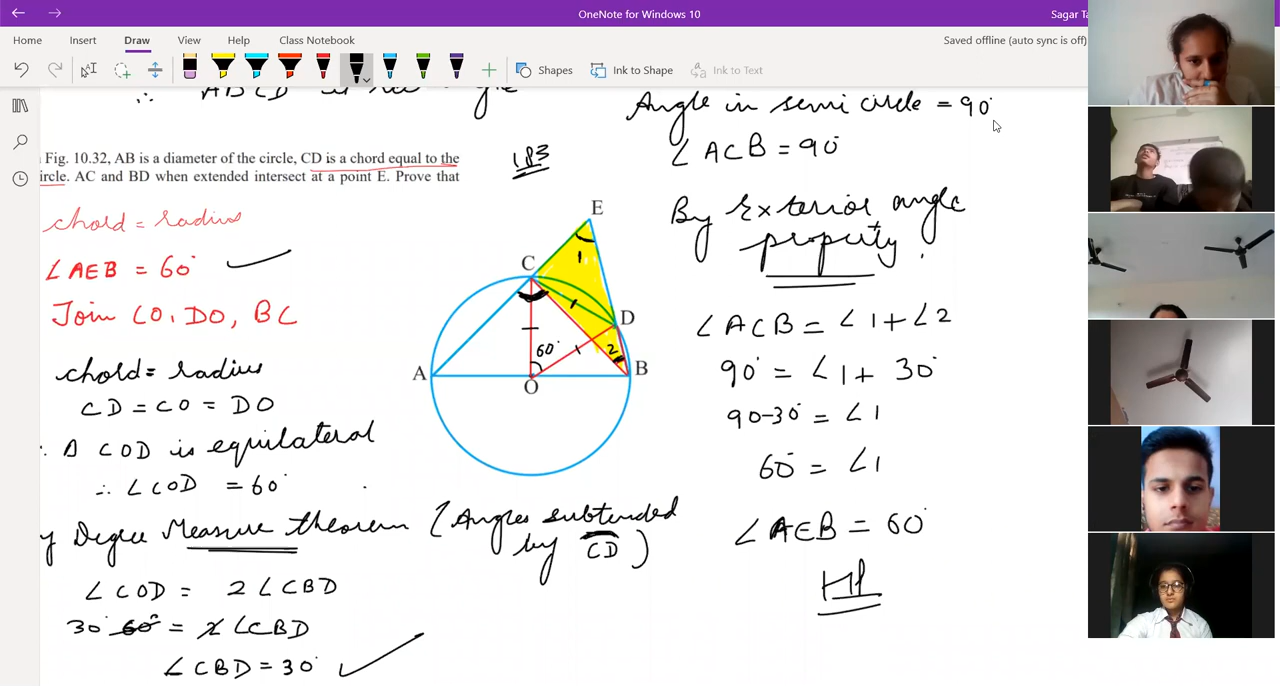 OneNote for Windows 10
Sagar Ta
Home Insert Draw View Help Class Notebook
Saved offline (auto sync is off)
Shapes Ink to Shape Ink to Text
∴ ABCD is
Fig. 10.32, AB is a diameter of the circle, CD is a chord equal to the
ircle. AC and BD when extended intersect at a point E. Prove that
183
chord = radius
∠AEB = 60°
Join CO, DO, BC
chord = radius
CD = CO = DO
∴ Δ COD is equilateral
∴ ∠COD = 60°
y Degree Measure theorem (Angles subtended
by CD)
∠COD = 2∠CBD
30° 60° = 2∠CBD
∠CBD = 30°
E
1
C
D
60°
2
A
O
B
Angle in semi circle = 90°
∠ACB = 90°
By Exterior angle
property.
∠ACB = ∠1 + ∠2
90° = ∠1 + 30°
90-30° = ∠1
60° = ∠1
∠AEB = 60°
HP